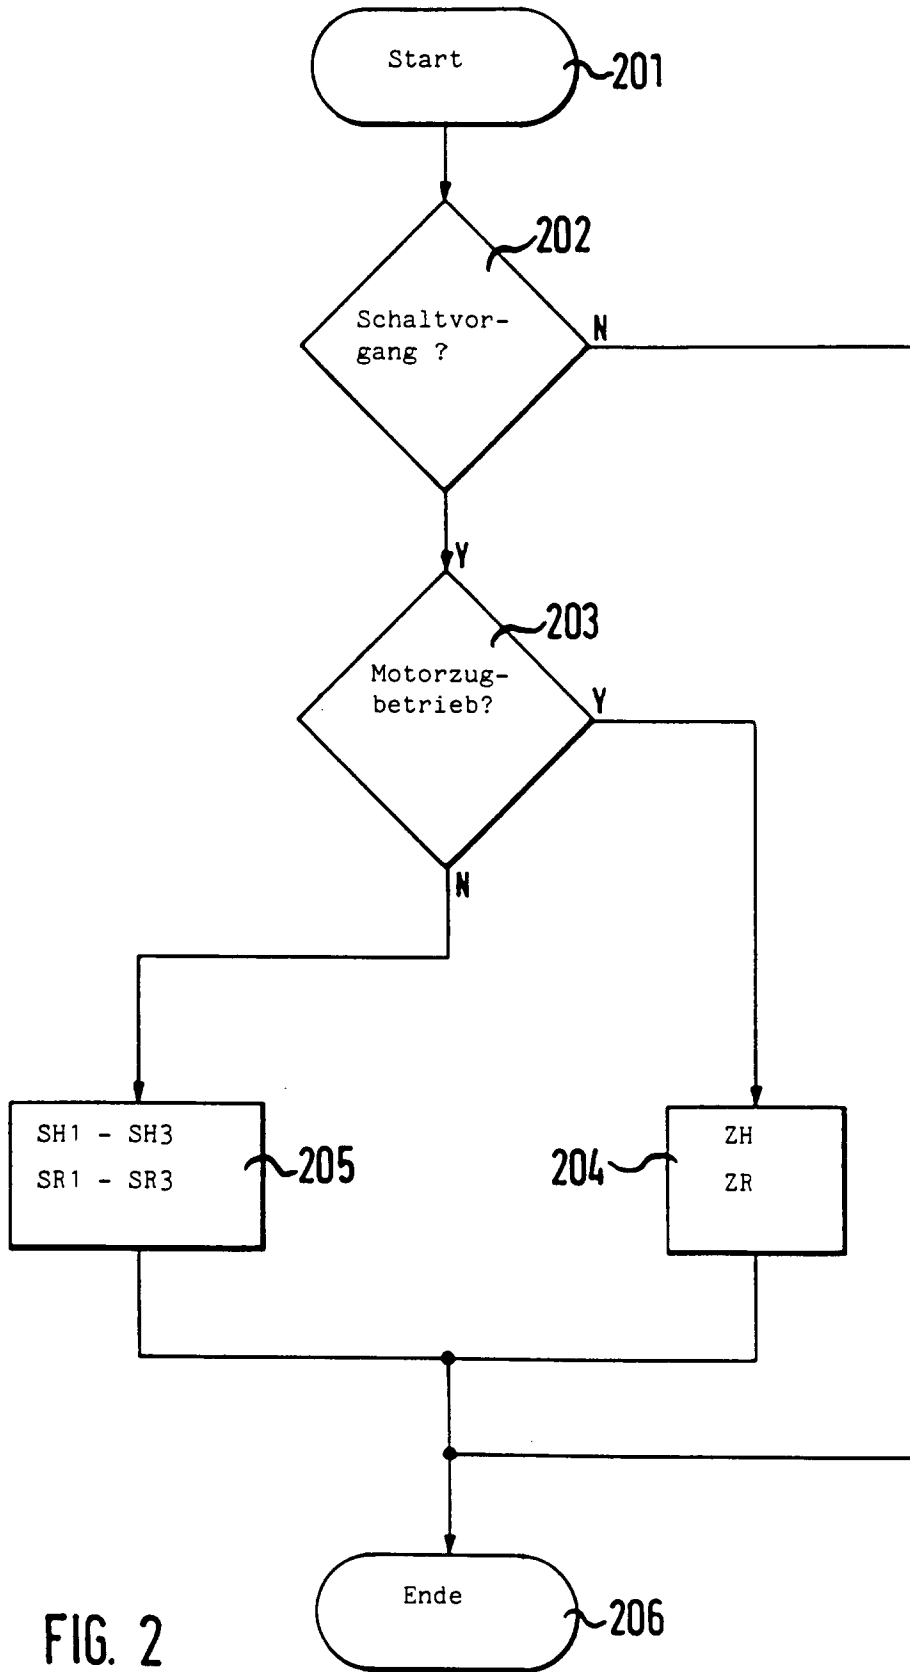 Start
201
202
Schaltvor-
gang ?
N
Y
203
Motorzug-
betrieb?
Y
N
SH1 - SH3
SR1 - SR3
205
204
ZH
ZR
Ende
206
FIG. 2